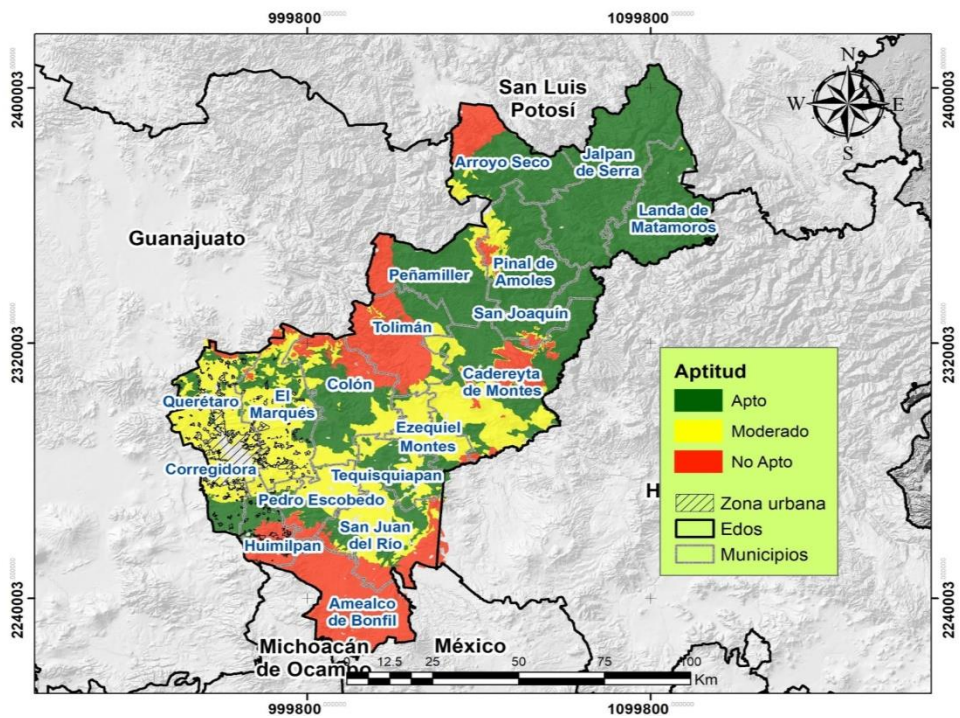 999800
1099800
2400003
2400003
San Luis
Potosí
N
W
E
S
Arroyo Seco
Jalpan
de Serra
Landa de
Matamoros
Guanajuato
Peñamiller
Pinal de
Amoles
San Joaquín
Tolimán
2320003
2320003
Cadereyta
de Montes
Colón
Querétaro
El
Marqués
Ezequiel
Montes
Corregidora
Tequisquiapan
Pedro Escobedo
San Juan
del Río
Huimilpan
H
Aptitud
Apto
Moderado
No Apto
Zona urbana
Edos
Municipios
2240003
2240003
Amealco
de Bonfil
Michoacán
de Ocampo
México
0 12.5 25 50 75 100
Km
999800
1099800